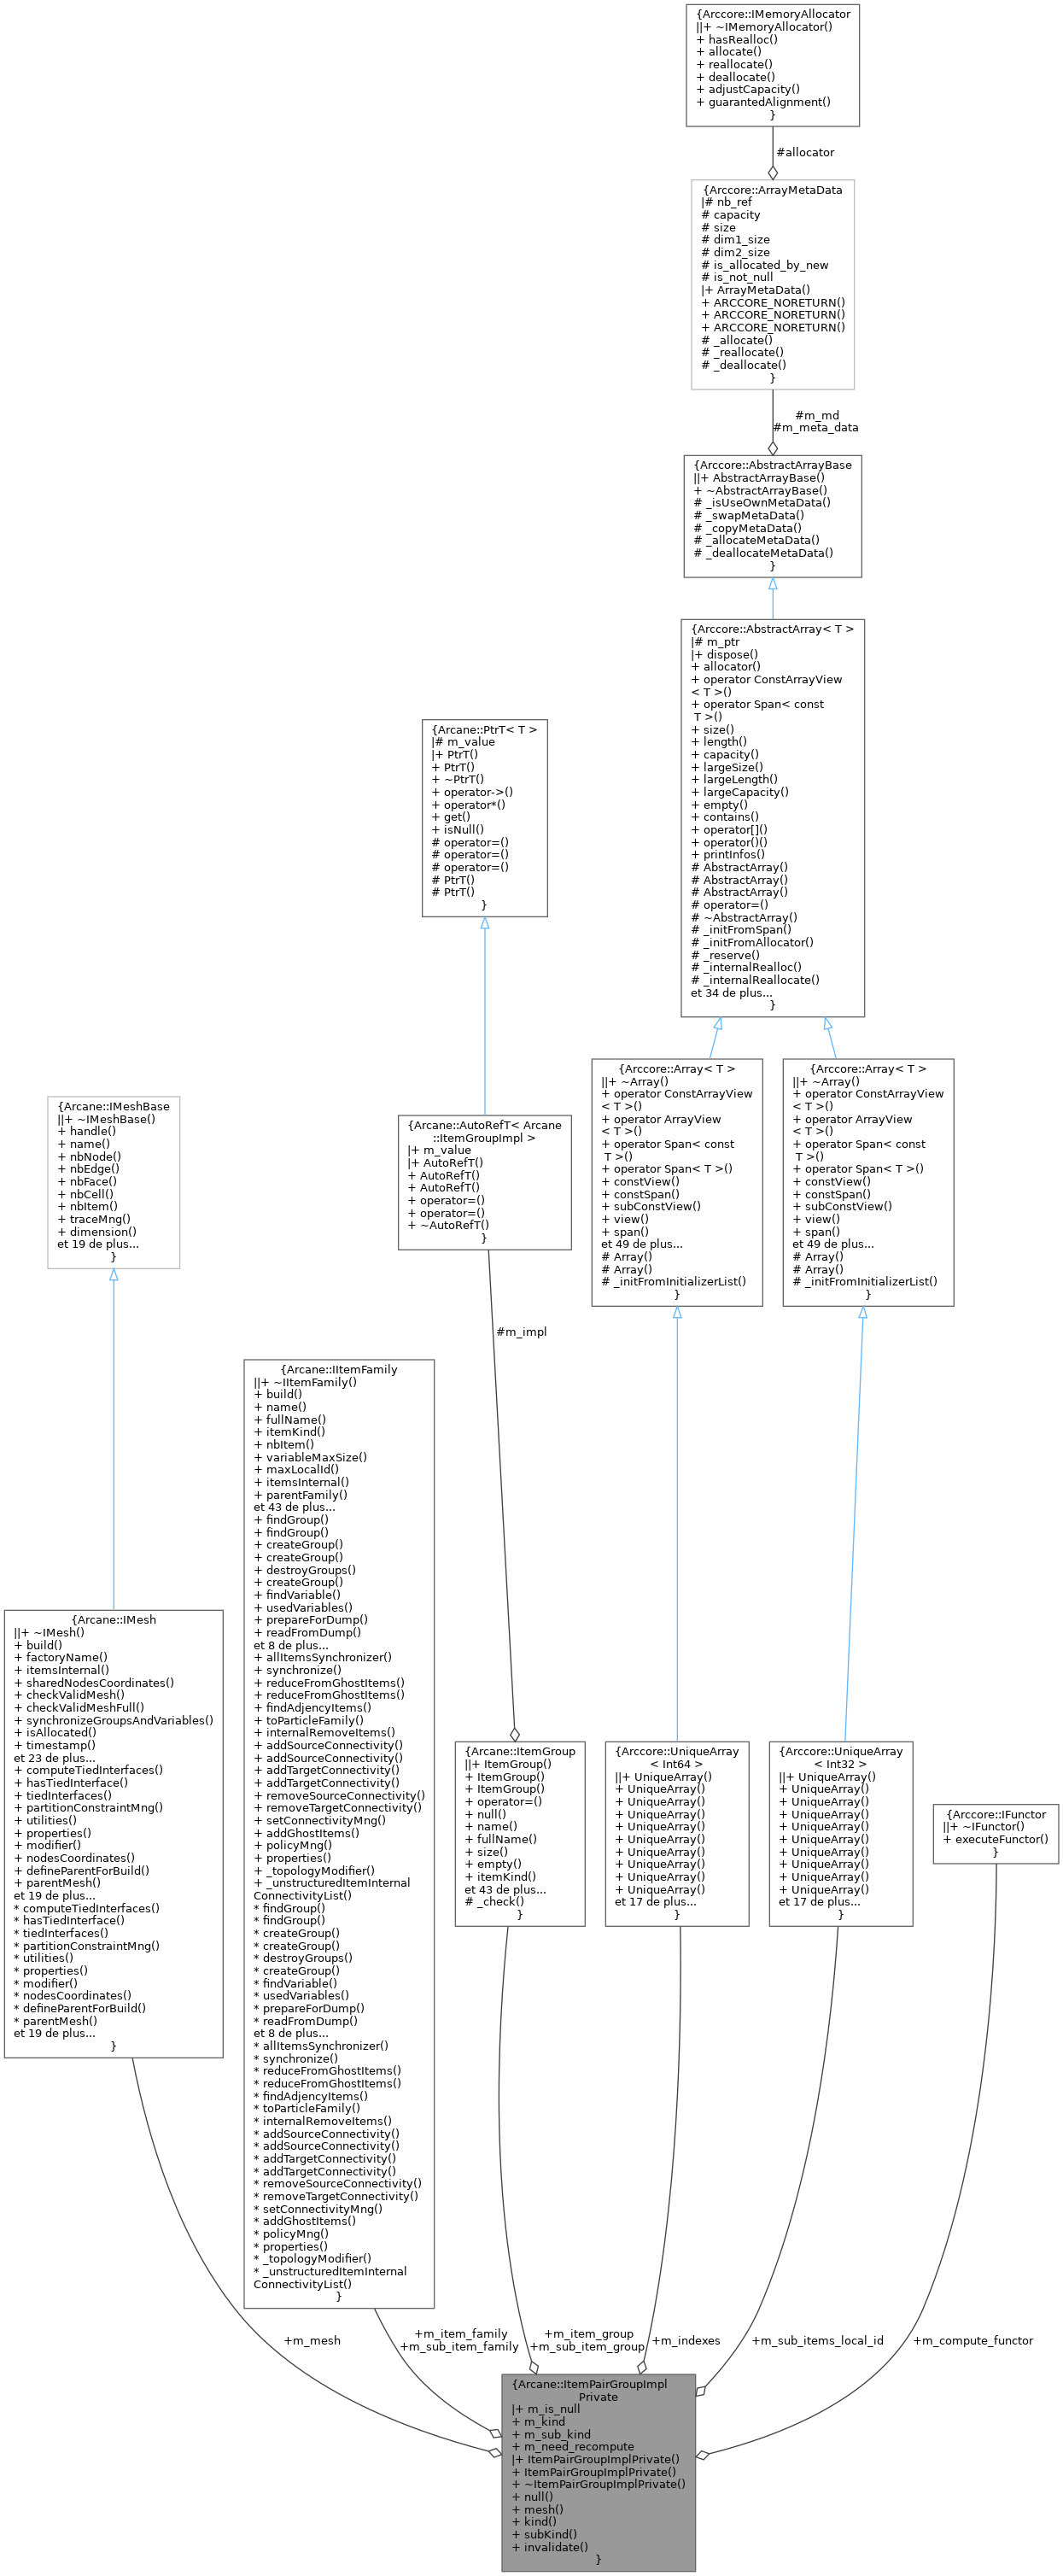 {Arccore::IMemoryAllocator
||+ ~IMemoryAllocator()
+ hasRealloc()
+ allocate()
+ reallocate()
+ deallocate()
+ adjustCapacity()
+ guarantedAlignment()
}
#allocator
{Arccore::ArrayMetaData
|# nb_ref
# capacity
# size
# dim1_size
# dim2_size
# is_allocated_by_new
# is_not_null
|+ ArrayMetaData()
+ ARCCORE_NORETURN()
+ ARCCORE_NORETURN()
+ ARCCORE_NORETURN()
# _allocate()
# _reallocate()
# _deallocate()
}
#m_md
#m_meta_data
{Arccore::AbstractArrayBase
||+ AbstractArrayBase()
+ ~AbstractArrayBase()
# _isUseOwnMetaData()
# _swapMetaData()
# _copyMetaData()
# _allocateMetaData()
# _deallocateMetaData()
}
{Arccore::AbstractArray< T >
|# m_ptr
|+ dispose()
+ allocator()
+ operator ConstArrayView
< T >()
+ operator Span< const
 T >()
+ size()
+ length()
+ capacity()
+ largeSize()
+ largeLength()
+ largeCapacity()
+ empty()
+ contains()
+ operator[]()
+ operator()()
+ printInfos()
# AbstractArray()
# AbstractArray()
# AbstractArray()
# operator=()
# ~AbstractArray()
# _initFromSpan()
# _initFromAllocator()
# _reserve()
# _internalRealloc()
# _internalReallocate()
et 34 de plus...
}
{Arcane::PtrT< T >
|# m_value
|+ PtrT()
+ PtrT()
+ ~PtrT()
+ operator->()
+ operator*()
+ get()
+ isNull()
# operator=()
# operator=()
# operator=()
# PtrT()
# PtrT()
}
{Arccore::Array< T >
||+ ~Array()
+ operator ConstArrayView
< T >()
+ operator ArrayView
< T >()
+ operator Span< const
 T >()
+ operator Span< T >()
+ constView()
+ constSpan()
+ subConstView()
+ view()
+ span()
et 49 de plus...
# Array()
# Array()
# _initFromInitializerList()
}
{Arccore::Array< T >
||+ ~Array()
+ operator ConstArrayView
< T >()
+ operator ArrayView
< T >()
+ operator Span< const
 T >()
+ operator Span< T >()
+ constView()
+ constSpan()
+ subConstView()
+ view()
+ span()
et 49 de plus...
# Array()
# Array()
# _initFromInitializerList()
}
{Arcane::IMeshBase
||+ ~IMeshBase()
+ handle()
+ name()
+ nbNode()
+ nbEdge()
+ nbFace()
+ nbCell()
+ nbItem()
+ traceMng()
+ dimension()
et 19 de plus...
}
{Arcane::AutoRefT< Arcane
::ItemGroupImpl >
|+ m_value
|+ AutoRefT()
+ AutoRefT()
+ AutoRefT()
+ operator=()
+ operator=()
+ ~AutoRefT()
}
#m_impl
{Arcane::IMesh
||+ ~IMesh()
+ build()
+ factoryName()
+ itemsInternal()
+ sharedNodesCoordinates()
+ checkValidMesh()
+ checkValidMeshFull()
+ synchronizeGroupsAndVariables()
+ isAllocated()
+ timestamp()
et 23 de plus...
+ computeTiedInterfaces()
+ hasTiedInterface()
+ tiedInterfaces()
+ partitionConstraintMng()
+ utilities()
+ properties()
+ modifier()
+ nodesCoordinates()
+ defineParentForBuild()
+ parentMesh()
et 19 de plus...
* computeTiedInterfaces()
* hasTiedInterface()
* tiedInterfaces()
* partitionConstraintMng()
* utilities()
* properties()
* modifier()
* nodesCoordinates()
* defineParentForBuild()
* parentMesh()
et 19 de plus...
}
{Arcane::IItemFamily
||+ ~IItemFamily()
+ build()
+ name()
+ fullName()
+ itemKind()
+ nbItem()
+ variableMaxSize()
+ maxLocalId()
+ itemsInternal()
+ parentFamily()
et 43 de plus...
+ findGroup()
+ findGroup()
+ createGroup()
+ createGroup()
+ destroyGroups()
+ createGroup()
+ findVariable()
+ usedVariables()
+ prepareForDump()
+ readFromDump()
et 8 de plus...
+ allItemsSynchronizer()
+ synchronize()
+ reduceFromGhostItems()
+ reduceFromGhostItems()
+ findAdjencyItems()
+ toParticleFamily()
+ internalRemoveItems()
+ addSourceConnectivity()
+ addSourceConnectivity()
+ addTargetConnectivity()
+ addTargetConnectivity()
+ removeSourceConnectivity()
+ removeTargetConnectivity()
+ setConnectivityMng()
+ addGhostItems()
+ policyMng()
+ properties()
+ _topologyModifier()
+ _unstructuredItemInternal
ConnectivityList()
* findGroup()
* findGroup()
* createGroup()
* createGroup()
* destroyGroups()
* createGroup()
* findVariable()
* usedVariables()
* prepareForDump()
* readFromDump()
et 8 de plus...
* allItemsSynchronizer()
* synchronize()
* reduceFromGhostItems()
* reduceFromGhostItems()
* findAdjencyItems()
* toParticleFamily()
* internalRemoveItems()
* addSourceConnectivity()
* addSourceConnectivity()
* addTargetConnectivity()
* addTargetConnectivity()
* removeSourceConnectivity()
* removeTargetConnectivity()
* setConnectivityMng()
* addGhostItems()
* policyMng()
* properties()
* _topologyModifier()
* _unstructuredItemInternal
ConnectivityList()
}
{Arcane::ItemGroup
||+ ItemGroup()
+ ItemGroup()
+ ItemGroup()
+ operator=()
+ null()
+ name()
+ fullName()
+ size()
+ empty()
+ itemKind()
et 43 de plus...
# _check()
}
{Arccore::UniqueArray
< Int64 >
||+ UniqueArray()
+ UniqueArray()
+ UniqueArray()
+ UniqueArray()
+ UniqueArray()
+ UniqueArray()
+ UniqueArray()
+ UniqueArray()
+ UniqueArray()
+ UniqueArray()
et 17 de plus...
}
{Arccore::UniqueArray
< Int32 >
||+ UniqueArray()
+ UniqueArray()
+ UniqueArray()
+ UniqueArray()
+ UniqueArray()
+ UniqueArray()
+ UniqueArray()
+ UniqueArray()
+ UniqueArray()
+ UniqueArray()
et 17 de plus...
}
{Arccore::IFunctor
||+ ~IFunctor()
+ executeFunctor()
}
+m_mesh
+m_item_family
+m_sub_item_family
+m_item_group
+m_sub_item_group
+m_indexes
+m_sub_items_local_id
+m_compute_functor
{Arcane::ItemPairGroupImpl
Private
|+ m_is_null
+ m_kind
+ m_sub_kind
+ m_need_recompute
|+ ItemPairGroupImplPrivate()
+ ItemPairGroupImplPrivate()
+ ~ItemPairGroupImplPrivate()
+ null()
+ mesh()
+ kind()
+ subKind()
+ invalidate()
}